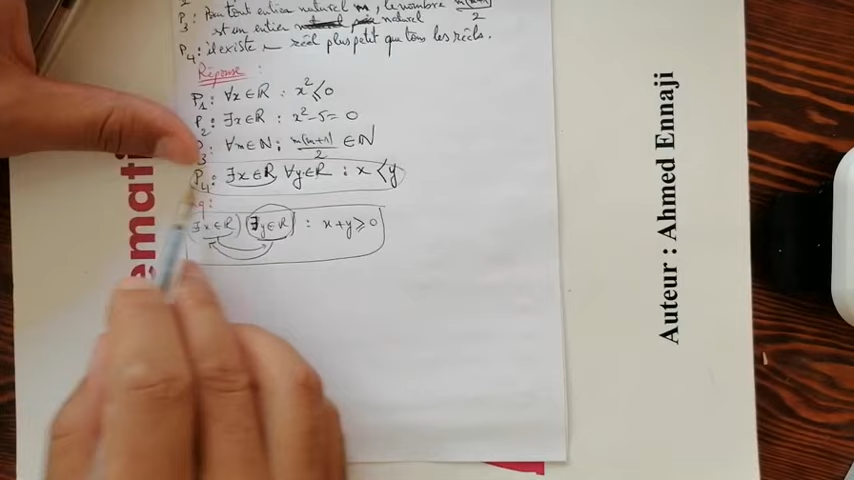 P3: Pour tout entier naturel n, le nombre n(n+1)/2
est un entier naturel
P4: il existe un réel plus petit que tous les réels.
Réponse :
P1: ∀x∈ℝ : x²⩽0
P2: ∃x∈ℝ : x²-5=0
P3: ∀n∈ℕ; n(n+1)/2 ∈ℕ
P4: ∃x∈ℝ ∀y∈ℝ : x<y
(∃x∈ℝ) (∃y∈ℝ) : x+y⩾0
Auteur : Ahmed Ennaji
emati